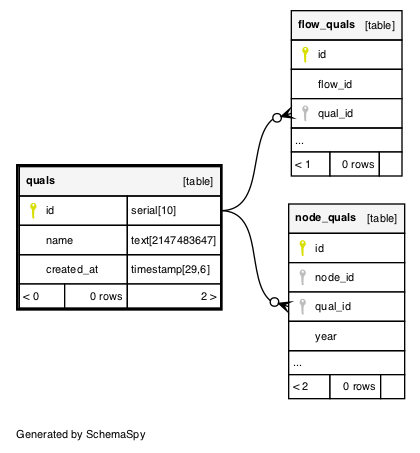 flow_quals [table]
id
flow_id
qual_id
...
< 1 0 rows
quals [table]
id serial[10]
name text[2147483647]
created_at timestamp[29,6]
< 0 0 rows 2 >
node_quals [table]
id
node_id
qual_id
year
...
< 2 0 rows
Generated by SchemaSpy